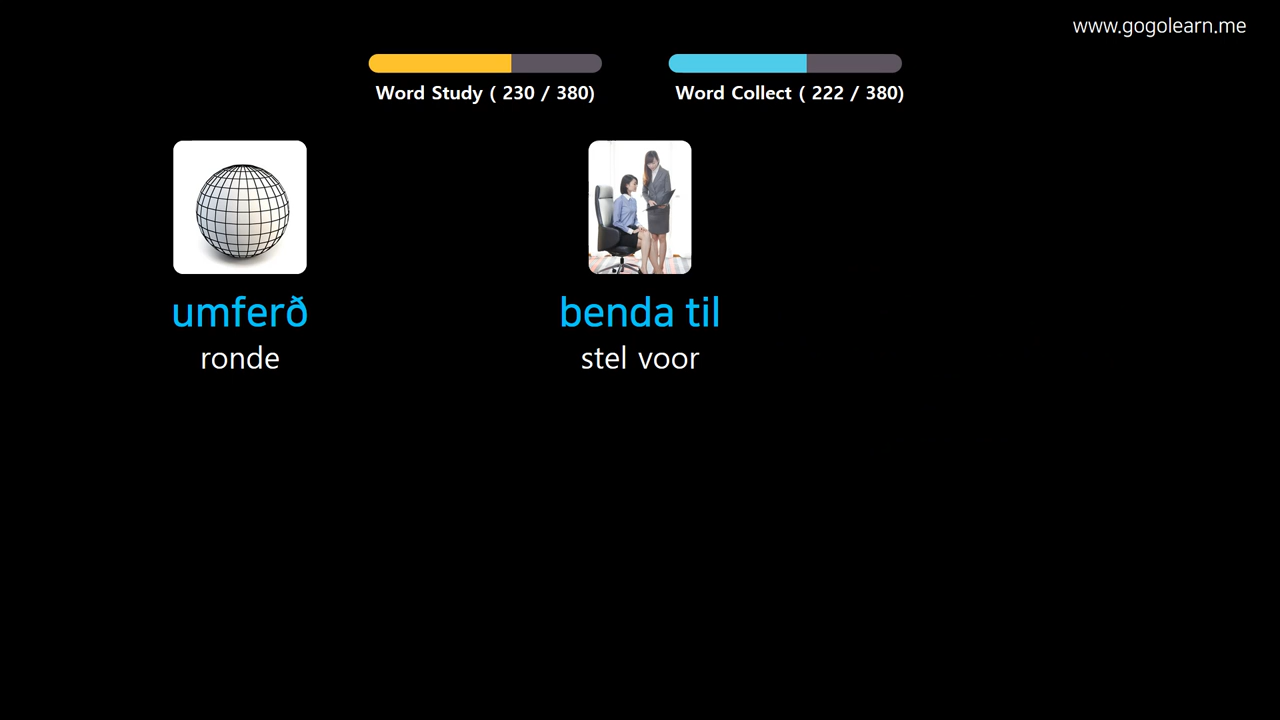 www.gogolearn.me
Word Study ( 230 / 380)
Word Collect ( 222 / 380)
umferð
ronde
benda til
stel voor